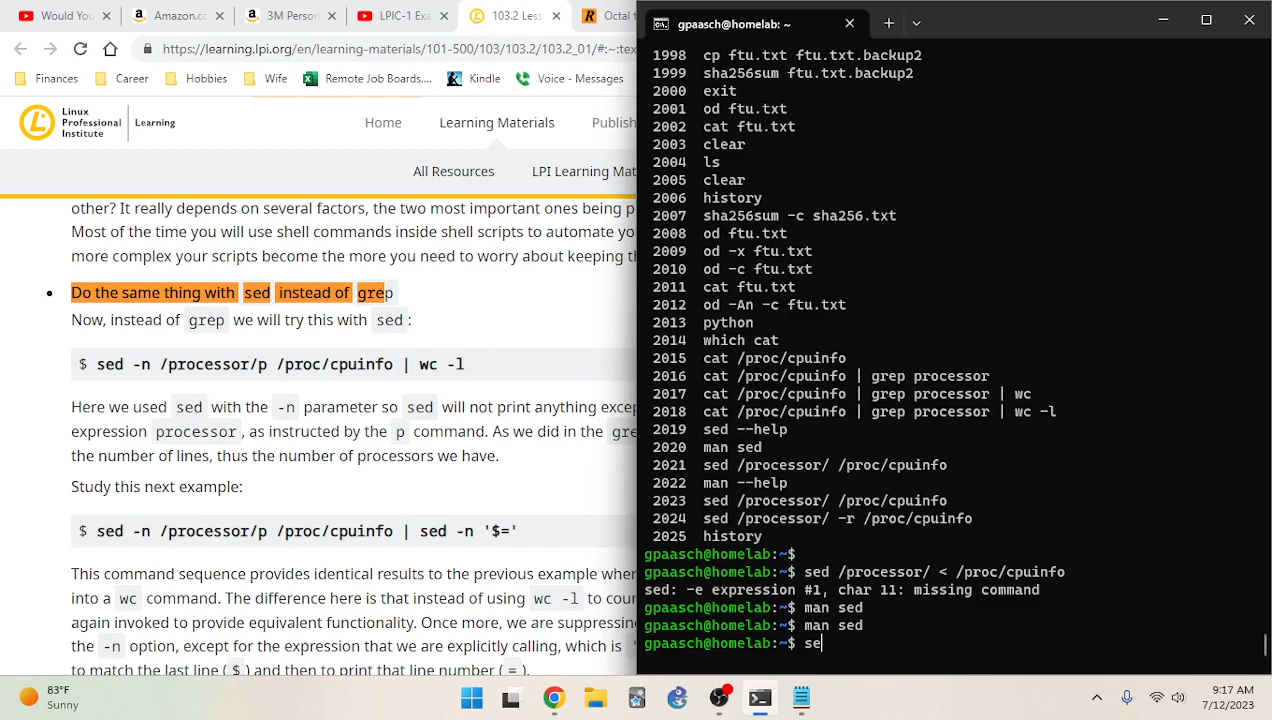 Would You
Amazon.co
3M Person
LPIC-1 Exa
103.2 Less
Octal t
https://learning.lpi.org/en/learning-materials/101-500/103/103.2/103.2_01/#:~:tex
Finances
Career
Hobbies
Wife
Remote Job Boards....
Kindle
Voice - Messages
Linux
Professional
Institute
Learning
Home
Learning Materials
Publish
All Resources
LPI Learning Mat
other? It really depends on several factors, the two most important ones being p
Most of the time you will use shell commands inside shell scripts to automate yo
more complex your scripts become the more you need to worry about keeping th
• Do the same thing with sed instead of grep
Now, instead of grep we will try this with sed :
$ sed -n /processor/p /proc/cpuinfo | wc -l
Here we used sed with the -n parameter so sed will not print anything exce
expression processor, as instructed by the p command. As we did in the gre
the number of lines, thus the number of processors we have.
Study this next example:
$ sed -n /processor/p /proc/cpuinfo | sed -n '$='
This command sequence provides identical results to the previous example wher
into a wc command. The difference here is that instead of using wc -l to coun
again invoked to provide equivalent functionality. Once more, we are suppressing
the -n option, except for the expression that we are explicitly calling, which is '
to match the last line ($) and then to print that line number (=).
gpaasch@homelab: ~
1998 cp ftu.txt ftu.txt.backup2
1999 sha256sum ftu.txt.backup2
2000 exit
2001 od ftu.txt
2002 cat ftu.txt
2003 clear
2004 ls
2005 clear
2006 history
2007 sha256sum -c sha256.txt
2008 od ftu.txt
2009 od -x ftu.txt
2010 od -c ftu.txt
2011 cat ftu.txt
2012 od -An -c ftu.txt
2013 python
2014 which cat
2015 cat /proc/cpuinfo
2016 cat /proc/cpuinfo | grep processor
2017 cat /proc/cpuinfo | grep processor | wc
2018 cat /proc/cpuinfo | grep processor | wc -l
2019 sed --help
2020 man sed
2021 sed /processor/ /proc/cpuinfo
2022 man --help
2023 sed /processor/ /proc/cpuinfo
2024 sed /processor/ -r /proc/cpuinfo
2025 history
gpaasch@homelab:~$
gpaasch@homelab:~$ sed /processor/ < /proc/cpuinfo
sed: -e expression #1, char 11: missing command
gpaasch@homelab:~$ man sed
gpaasch@homelab:~$ man sed
gpaasch@homelab:~$ se
83°F
Sunny
9:17 AM
7/12/2023